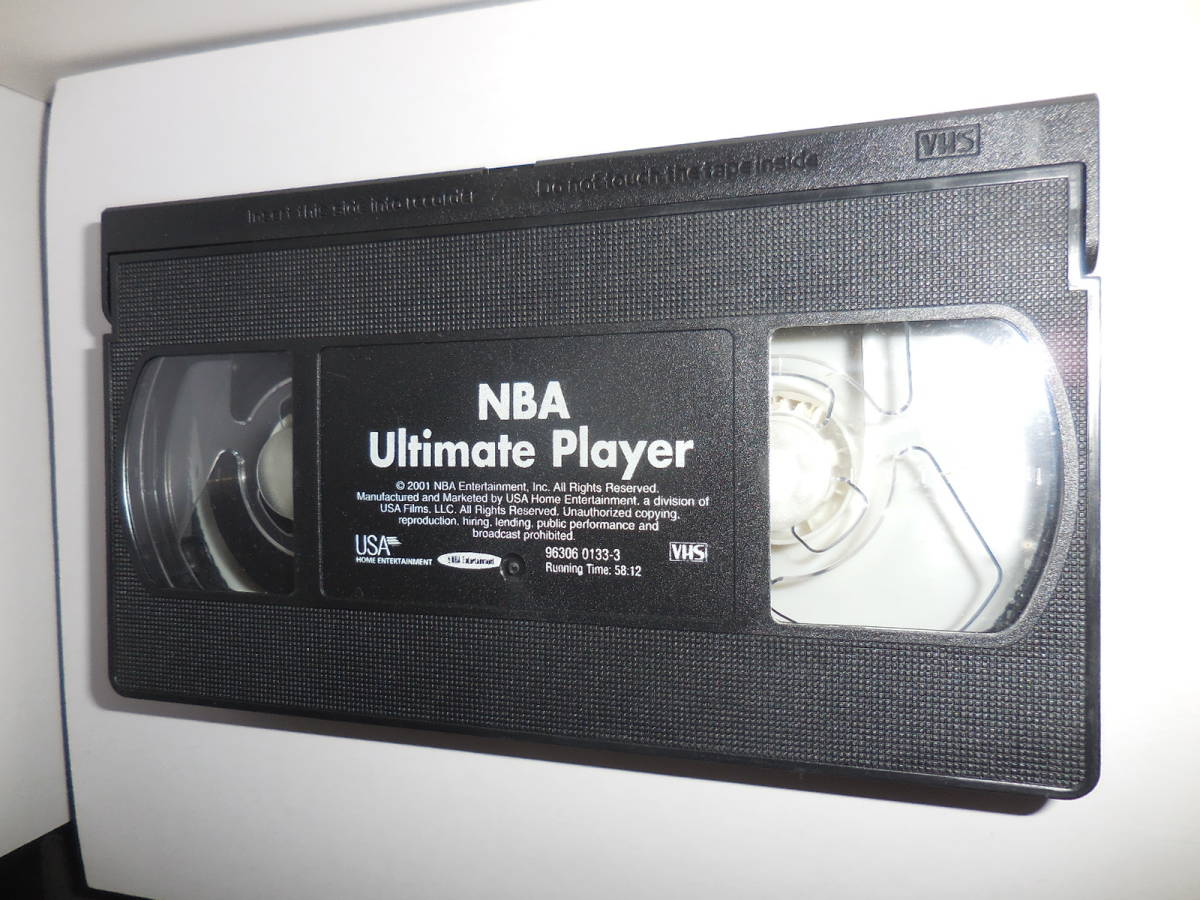 Insert this side into recorder
Do not touch the tape inside
VHS
NBA
Ultimate Player
© 2001 NBA Entertainment, Inc. All Rights Reserved.
Manufactured and Marketed by USA Home Entertainment, a division of
USA Films, LLC. All Rights Reserved. Unauthorized copying,
reproduction, hiring, lending, public performance and
broadcast prohibited.
USA
HOME ENTERTAINMENT
NBA Entertainment
96306 0133-3
Running Time: 58:12
VHS